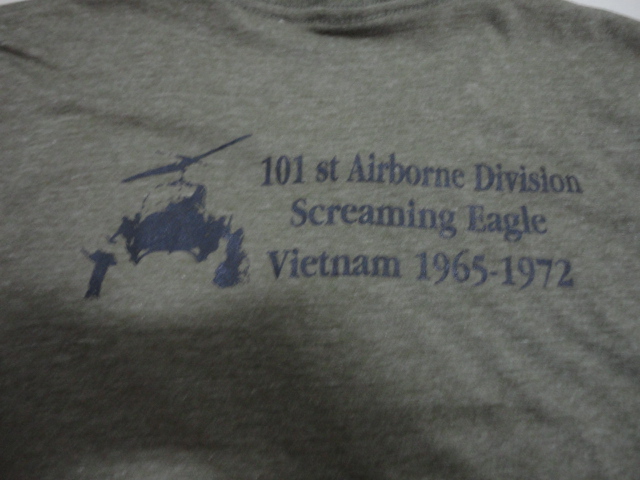 101 st Airborne Division
Screaming Eagle
Vietnam 1965-1972